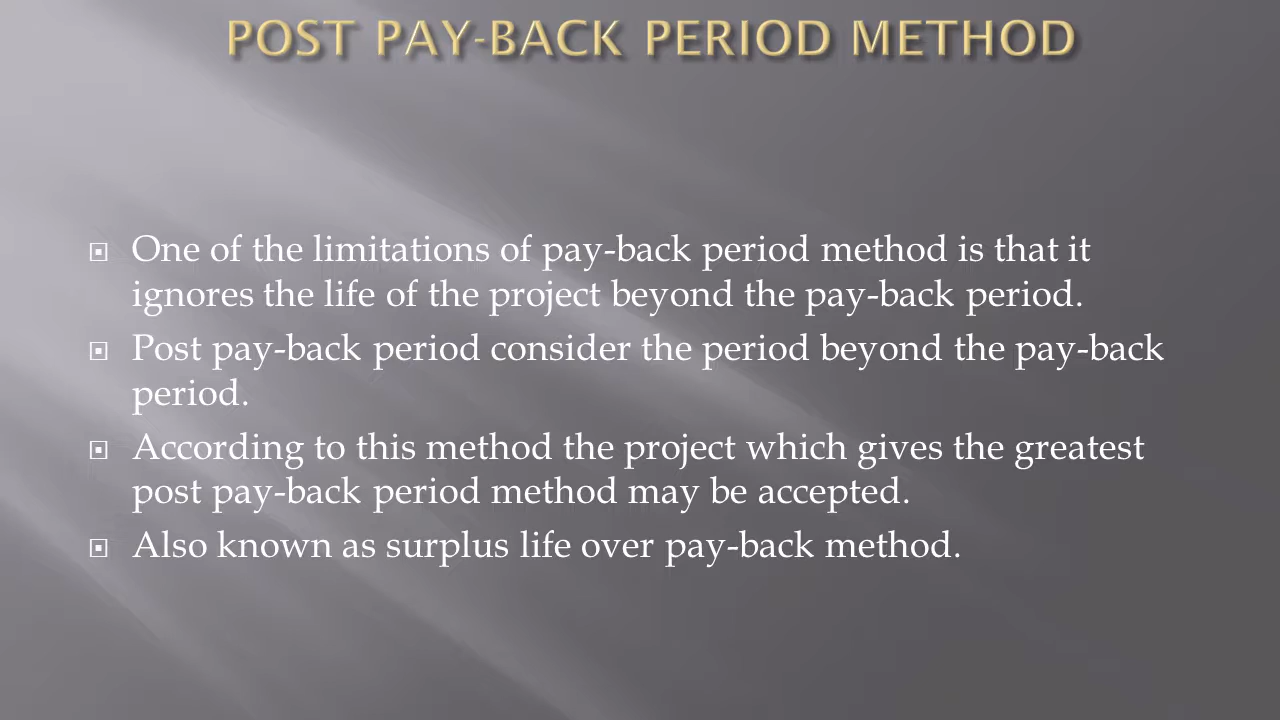 POST PAY-BACK PERIOD METHOD
One of the limitations of pay-back period method is that it
ignores the life of the project beyond the pay-back period.
Post pay-back period consider the period beyond the pay-back
period.
According to this method the project which gives the greatest
post pay-back period method may be accepted.
Also known as surplus life over pay-back method.